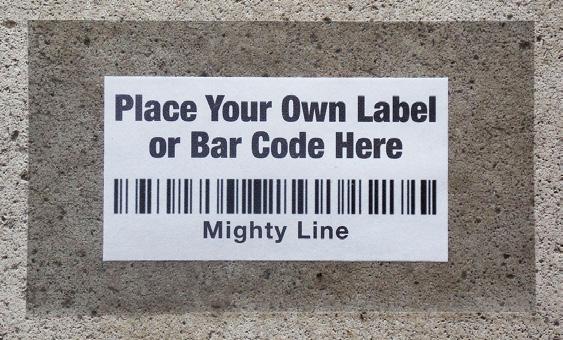 Place Your Own Label
or Bar Code Here
Mighty Line